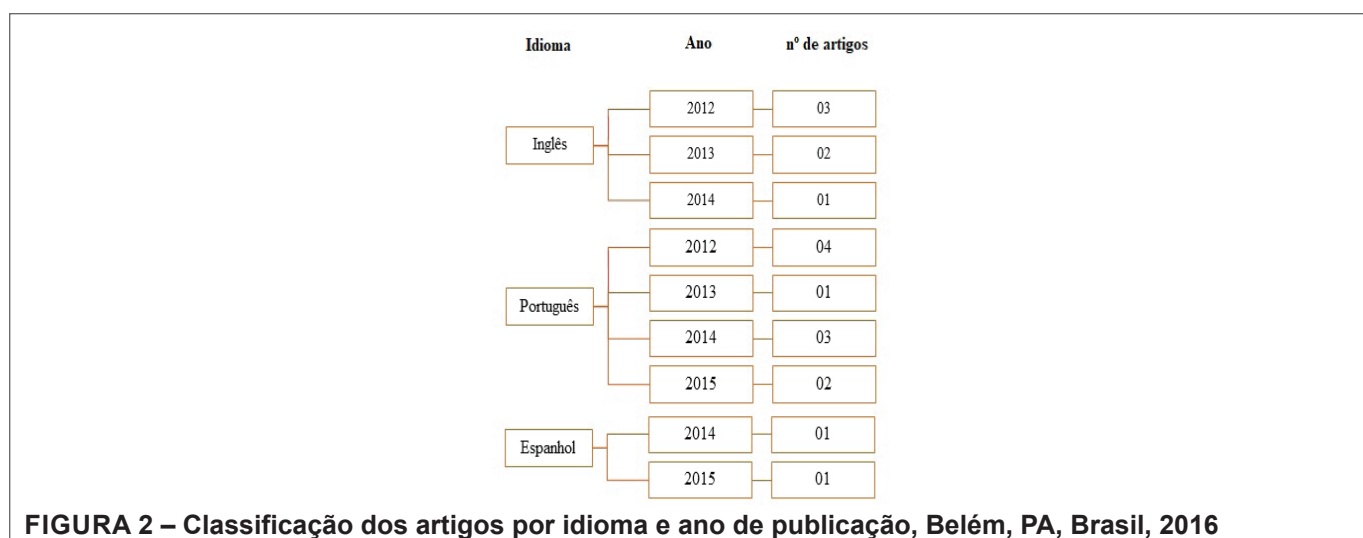 Idioma Ano nº de artigos
2012 03
Inglês 2013 02
2014 01
2012 04
2013 01
Português
2014 03
2015 02
2014 01
Espanhol
2015 01
FIGURA 2 – Classificação dos artigos por idioma e ano de publicação, Belém, PA, Brasil, 2016